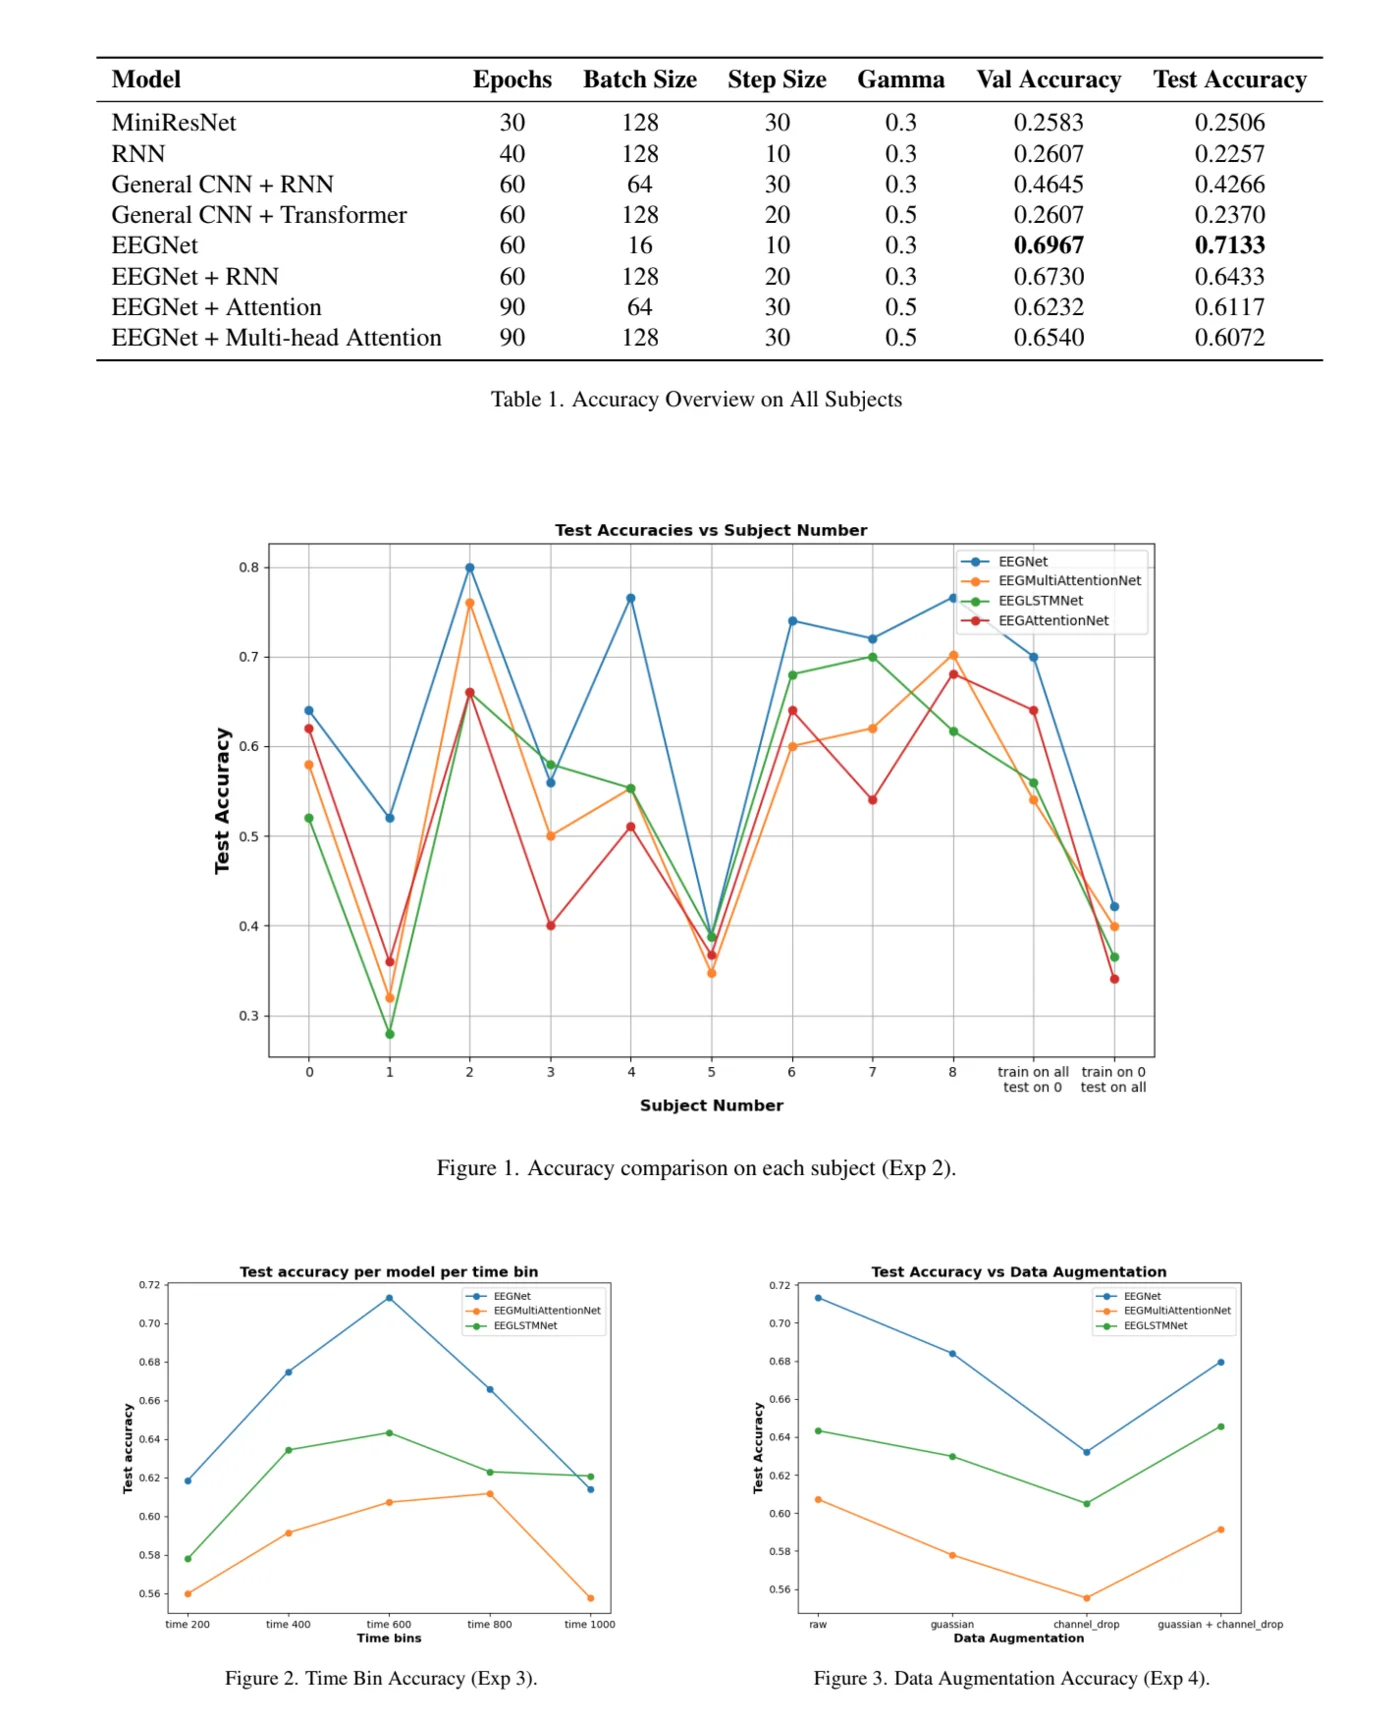 Model Epochs Batch Size Step Size Gamma Val Accuracy Test Accuracy
MiniResNet 30 128 30 0.3 0.2583 0.2506
RNN 40 128 10 0.3 0.2607 0.2257
General CNN + RNN 60 64 30 0.3 0.4645 0.4266
General CNN + Transformer 60 128 20 0.5 0.2607 0.2370
EEGNet 60 16 10 0.3 0.6967 0.7133
EEGNet + RNN 60 128 20 0.3 0.6730 0.6433
EEGNet + Attention 90 64 30 0.5 0.6232 0.6117
EEGNet + Multi-head Attention 90 128 30 0.5 0.6540 0.6072
Table 1. Accuracy Overview on All Subjects
Test Accuracies vs Subject Number
EEGNet
EEGMultiAttentionNet
EEGLSTMNet
EEGAttentionNet
0.8
0.7
0.6
0.5
0.4
0.3
Test Accuracy
0 1 2 3 4 5 6 7 8 train on all train on 0
test on 0 test on all
Subject Number
Figure 1. Accuracy comparison on each subject (Exp 2).
Test accuracy per model per time bin
EEGNet
EEGMultiAttentionNet
EEGLSTMNet
0.72
0.70
0.68
0.66
0.64
0.62
0.60
0.58
0.56
Test accuracy
time 200 time 400 time 600 time 800 time 1000
Time bins
Figure 2. Time Bin Accuracy (Exp 3).
Test Accuracy vs Data Augmentation
EEGNet
EEGMultiAttentionNet
EEGLSTMNet
0.72
0.70
0.68
0.66
0.64
0.62
0.60
0.58
0.56
Test Accuracy
raw guassian channel_drop guassian + channel_drop
Data Augmentation
Figure 3. Data Augmentation Accuracy (Exp 4).